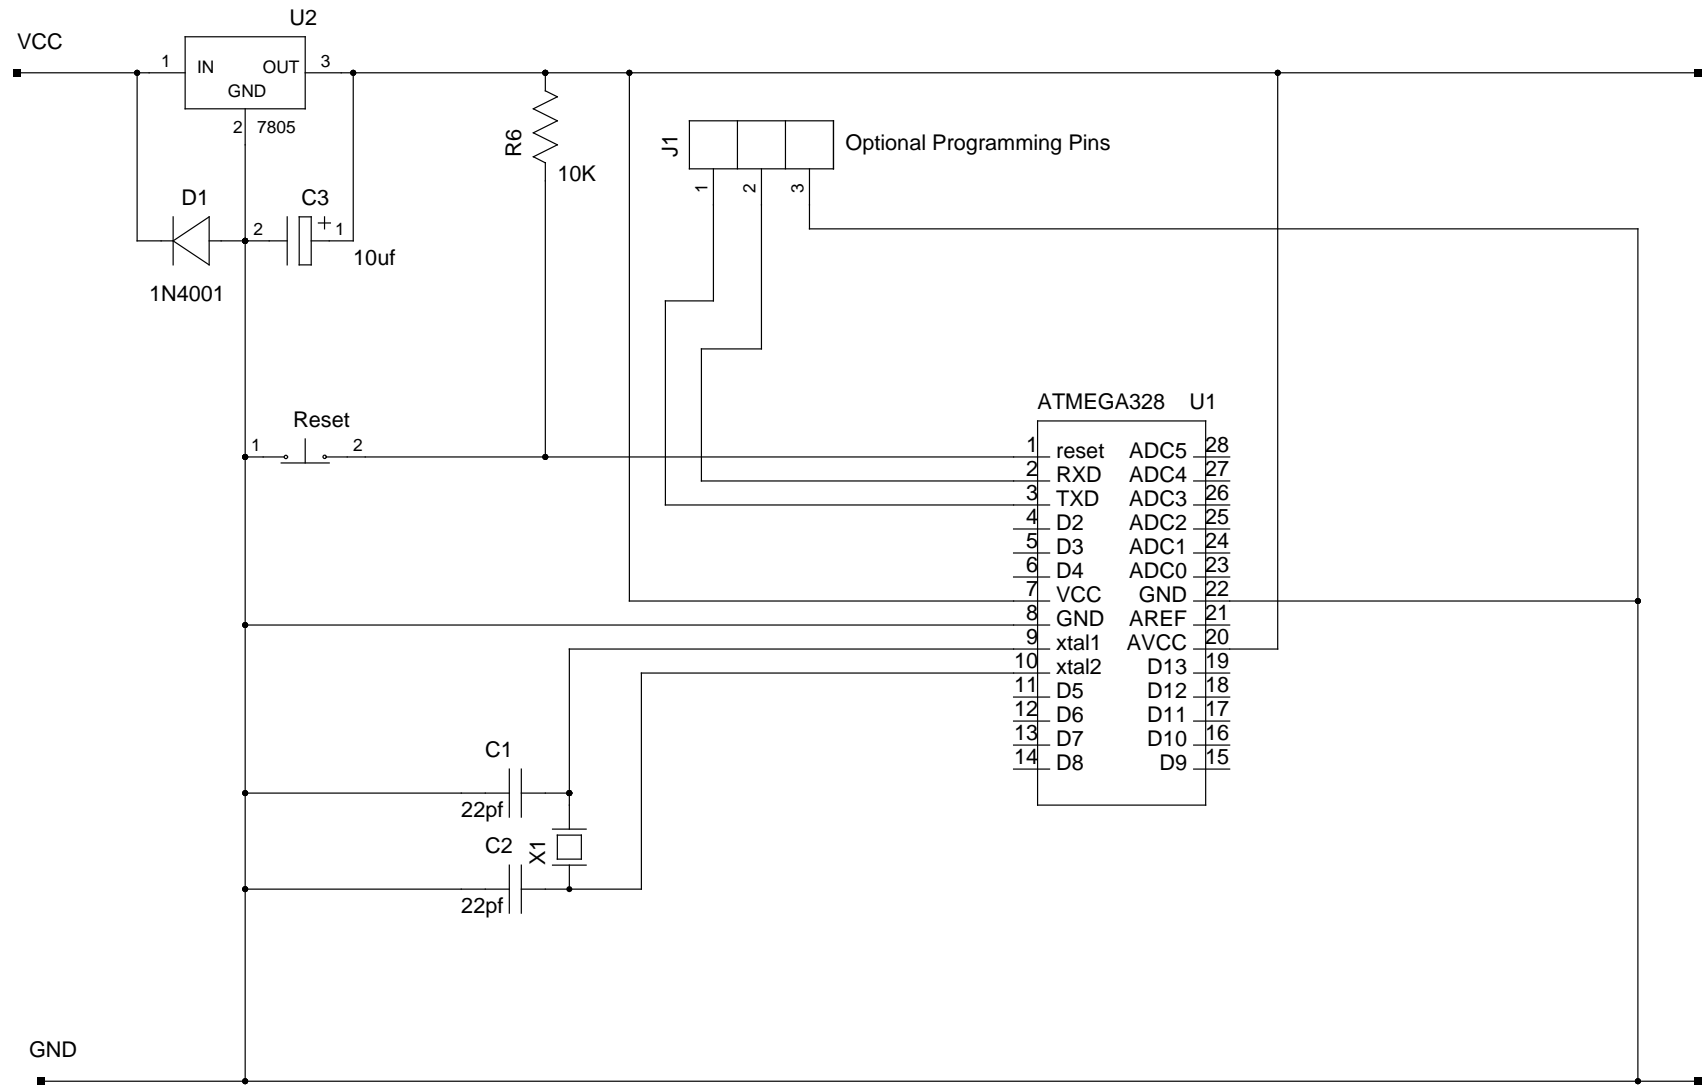 U2
VCC
1 IN OUT 3
GND
2 7805
J1
Optional Programming Pins
R6
10K
1 2 3
D1 C3
2 + 1
10uf
1N4001
ATMEGA328 U1
Reset
1 2
1 reset ADC5 28
2 RXD ADC4 27
3 TXD ADC3 26
4 D2 ADC2 25
5 D3 ADC1 24
6 D4 ADC0 23
7 VCC GND 22
8 GND AREF 21
9 xtal1 AVCC 20
10 xtal2 D13 19
11 D5 D12 18
12 D6 D11 17
13 D7 D10 16
14 D8 D9 15
C1
22pf
C2
X1
22pf
GND